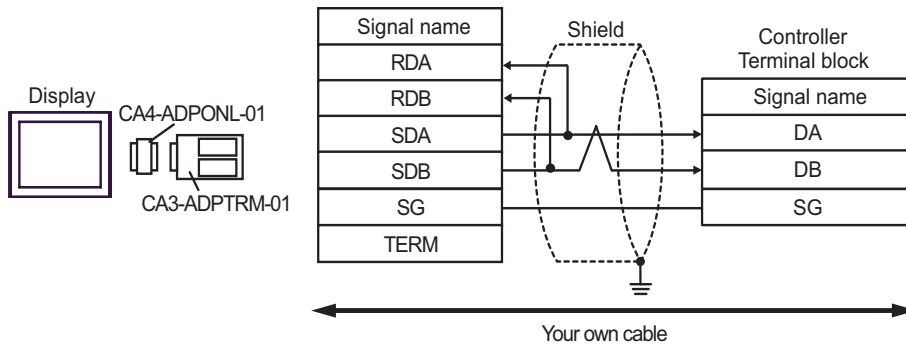 Display
CA4-ADPONL-01
CA3-ADPTRM-01
Signal name
RDA
RDB
SDA
SDB
SG
TERM
Shield
Controller
Terminal block
Signal name
DA
DB
SG
Your own cable